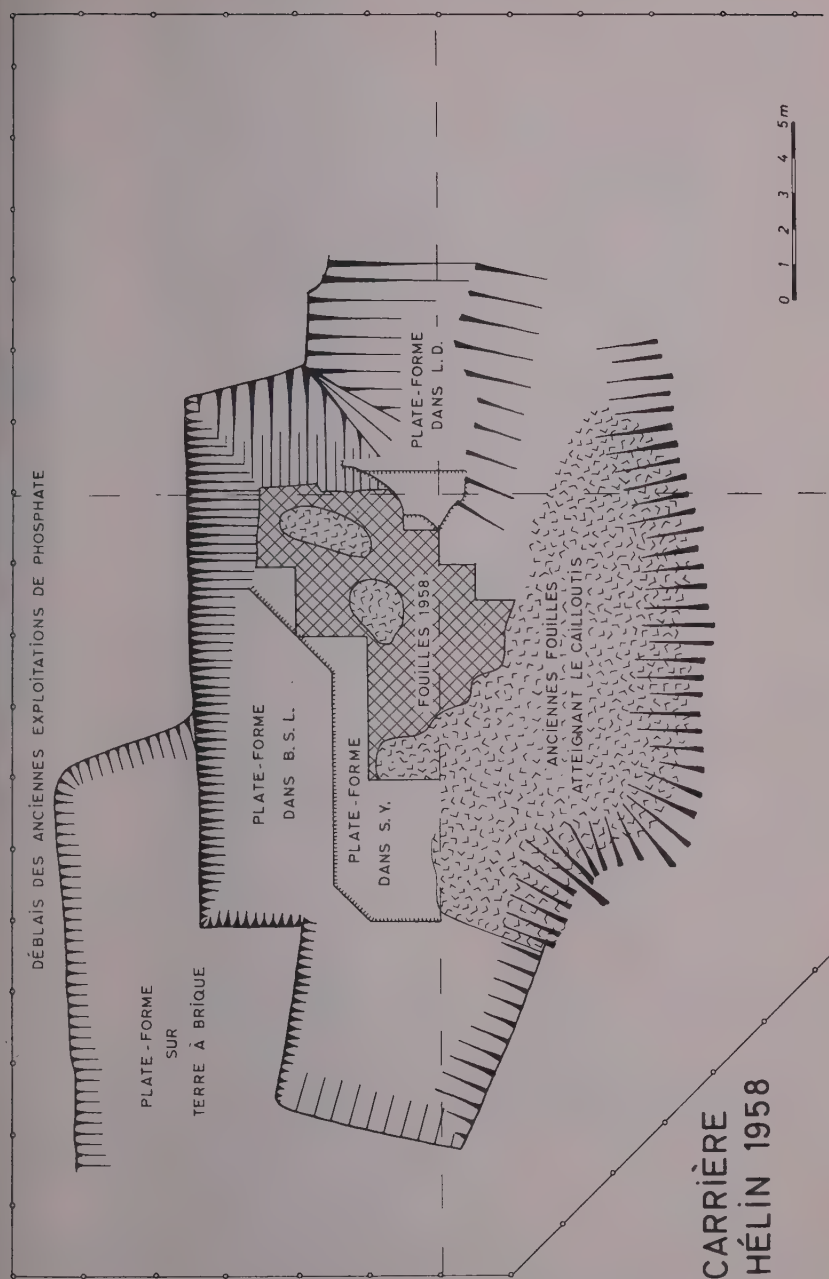 DÉBLAIS DES ANCIENNES EXPLOITATIONS DE PHOSPHATE
PLATE-FORME
SUR
TERRE À BRIQUE
PLATE-FORME
DANS B.S.L.
PLATE-FORME
DANS S.Y.
FOUILLES 1958
PLATE-FORME
DANS L.D.
ANCIENNES FOUILLES
ATTEIGNANT LE CAILLOUTIS
0 1 2 3 4 5 m
CARRIÈRE
HÉLIN 1958